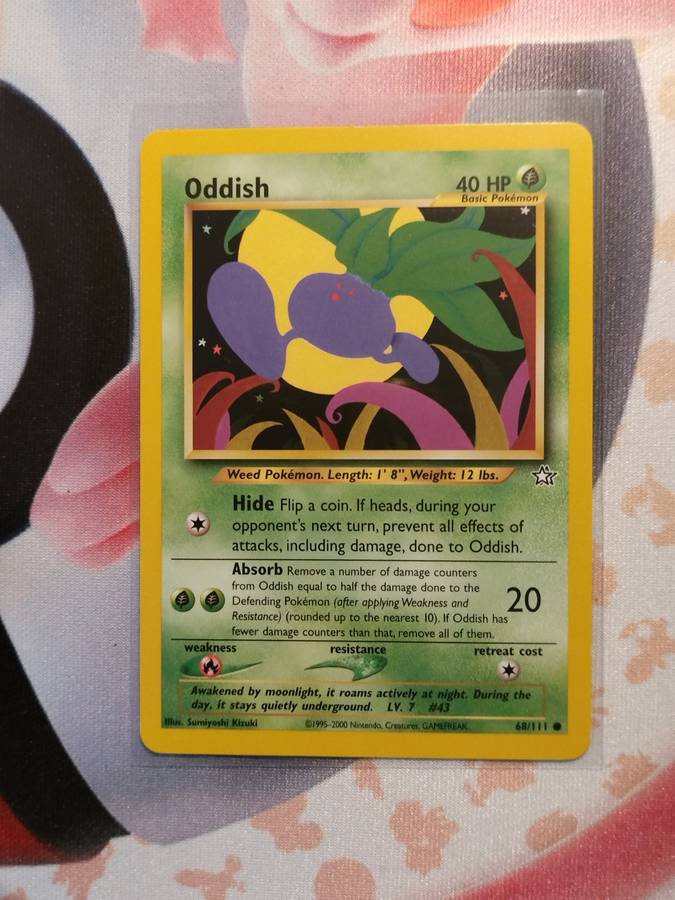 Oddish
40 HP
Basic Pokémon
Weed Pokémon. Length: 1' 8", Weight: 12 lbs.
Hide Flip a coin. If heads, during your
opponent's next turn, prevent all effects of
attacks, including damage, done to Oddish.
Absorb Remove a number of damage counters
from Oddish equal to half the damage done to the
Defending Pokémon (after applying Weakness and
Resistance) (rounded up to the nearest 10). If Oddish has
fewer damage counters than that, remove all of them.
20
weakness
resistance
retreat cost
Awakened by moonlight, it roams actively at night. During the
day, it stays quietly underground. LV. 7 #43
Illus. Sumiyoshi Kizuki
©1995-2000 Nintendo, Creatures, GAMEFREAK.
68/111